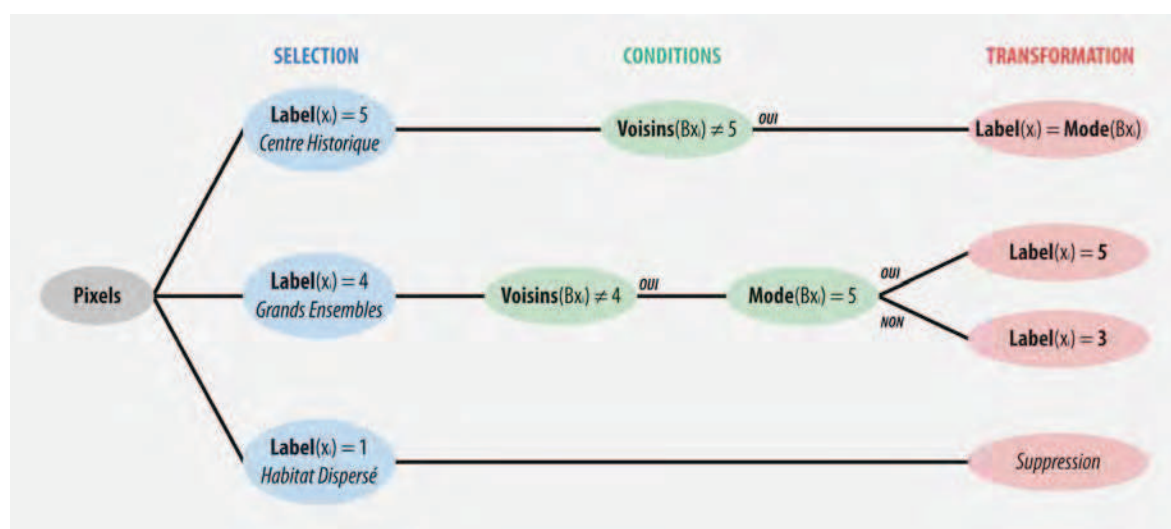 SELECTION
CONDITIONS
TRANSFORMATION
Label(xᵢ) = 5
Centre Historique
Voisins(Bxᵢ) ≠ 5
OUI
Label(xᵢ) = Mode(Bxᵢ)
Pixels
Label(xᵢ) = 4
Grands Ensembles
Voisins(Bxᵢ) ≠ 4
OUI
Mode(Bxᵢ) = 5
OUI
Label(xᵢ) = 5
NON
Label(xᵢ) = 3
Label(xᵢ) = 1
Habitat Dispersé
Suppression